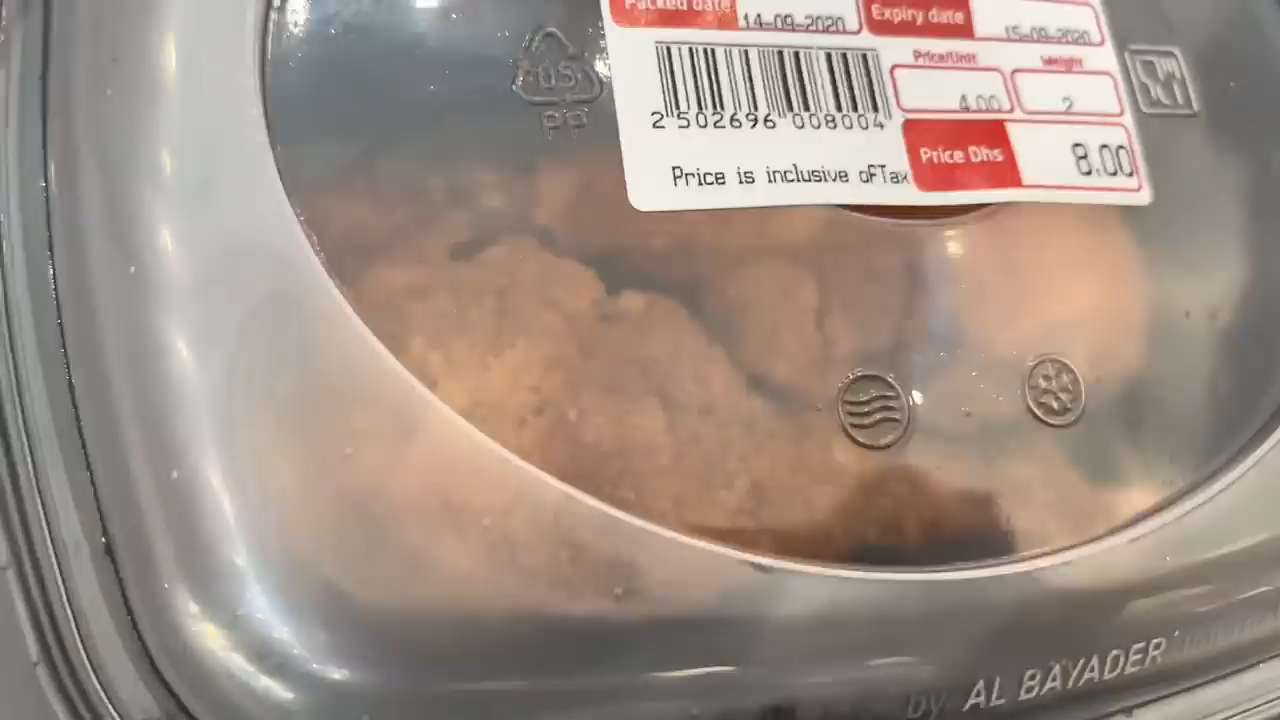 Packed date 14-09-2020 Expiry date 15-09-2020
Price/Unit Weight
4.00 2
2 502696 008004
Price Dhs 8.00
Price is inclusive ofTax
05
PP
by AL BAYADER